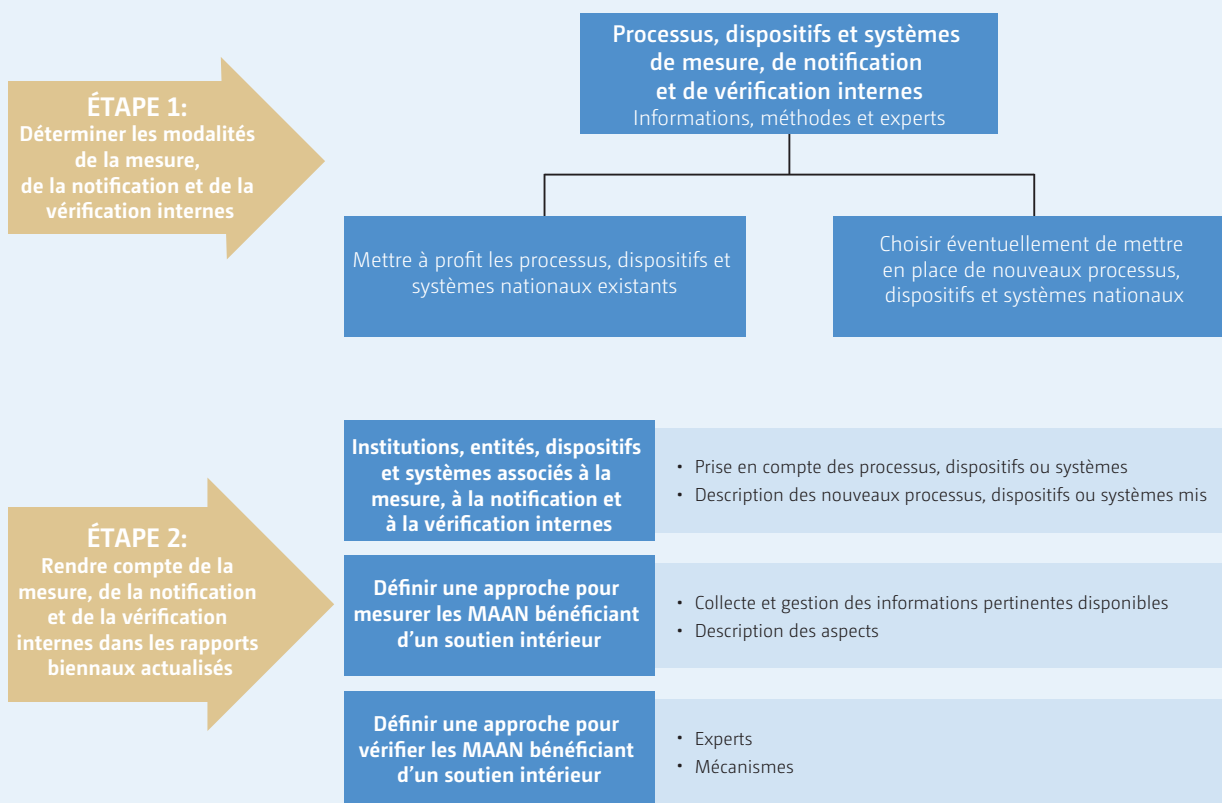 ÉTAPE 1:
Déterminer les modalités
de la mesure,
de la notification et de la
vérification internes
Processus, dispositifs et systèmes
de mesure, de notification
et de vérification internes
Informations, méthodes et experts
Mettre à profit les processus, dispositifs et
systèmes nationaux existants
Choisir éventuellement de mettre
en place de nouveaux processus,
dispositifs et systèmes nationaux
ÉTAPE 2:
Rendre compte de la
mesure, de la notification
et de la vérification
internes dans les rapports
biennaux actualisés
Institutions, entités, dispositifs
et systèmes associés à la
mesure, à la notification et
à la vérification internes
• Prise en compte des processus, dispositifs ou systèmes
• Description des nouveaux processus, dispositifs ou systèmes mis
Définir une approche pour
mesurer les MAAN bénéficiant
d'un soutien intérieur
• Collecte et gestion des informations pertinentes disponibles
• Description des aspects
Définir une approche pour
vérifier les MAAN bénéficiant
d'un soutien intérieur
• Experts
• Mécanismes